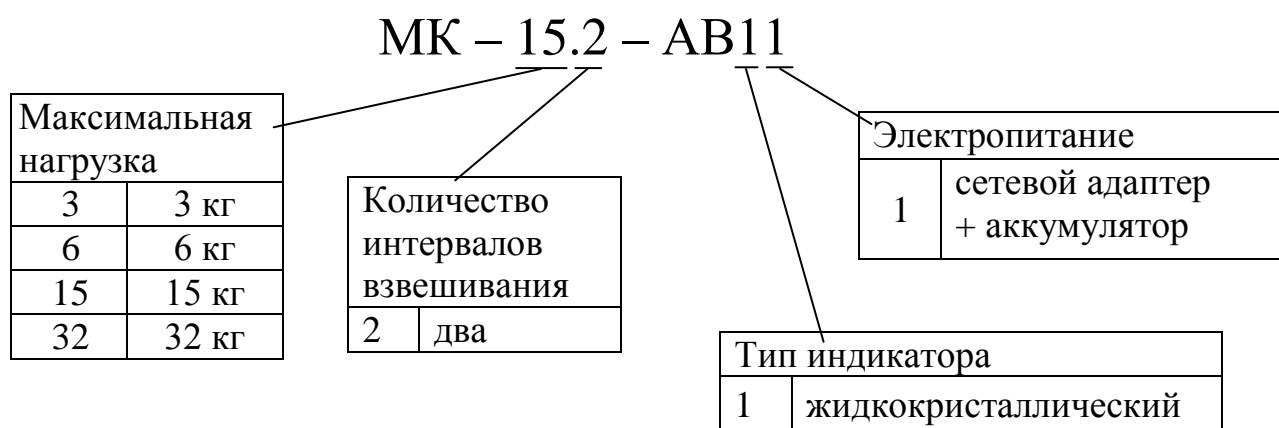 МК – 15.2 – АВ11
Максимальная
нагрузка
3 3 кг
6 6 кг
15 15 кг
32 32 кг
Количество
интервалов
взвешивания
2 два
Электропитание
1 сетевой адаптер
+ аккумулятор
Тип индикатора
1 жидкокристаллический